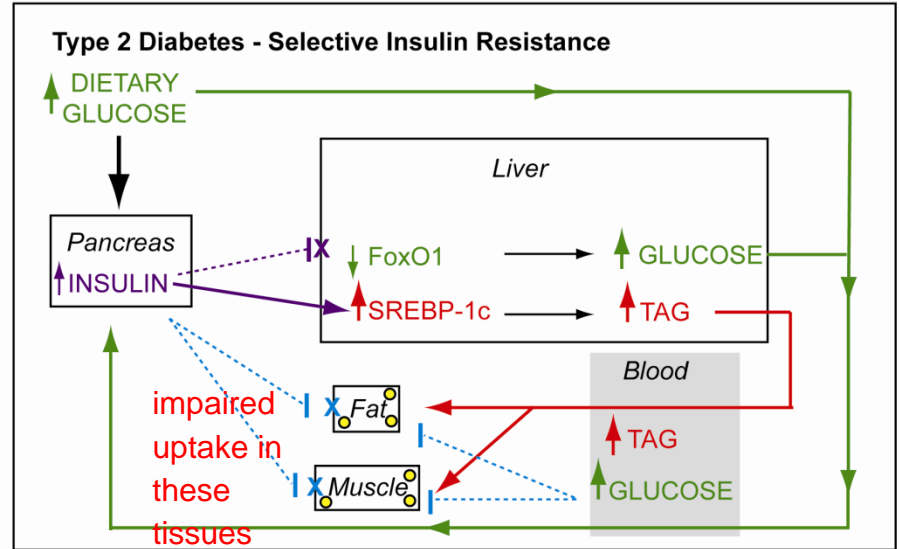 Type 2 Diabetes - Selective Insulin Resistance
DIETARY
GLUCOSE
Liver
Pancreas
INSULIN
X
FoxO1
GLUCOSE
SREBP-1c
TAG
Blood
TAG
GLUCOSE
X
Fat
X
Muscle
impaired
uptake in
these
tissues